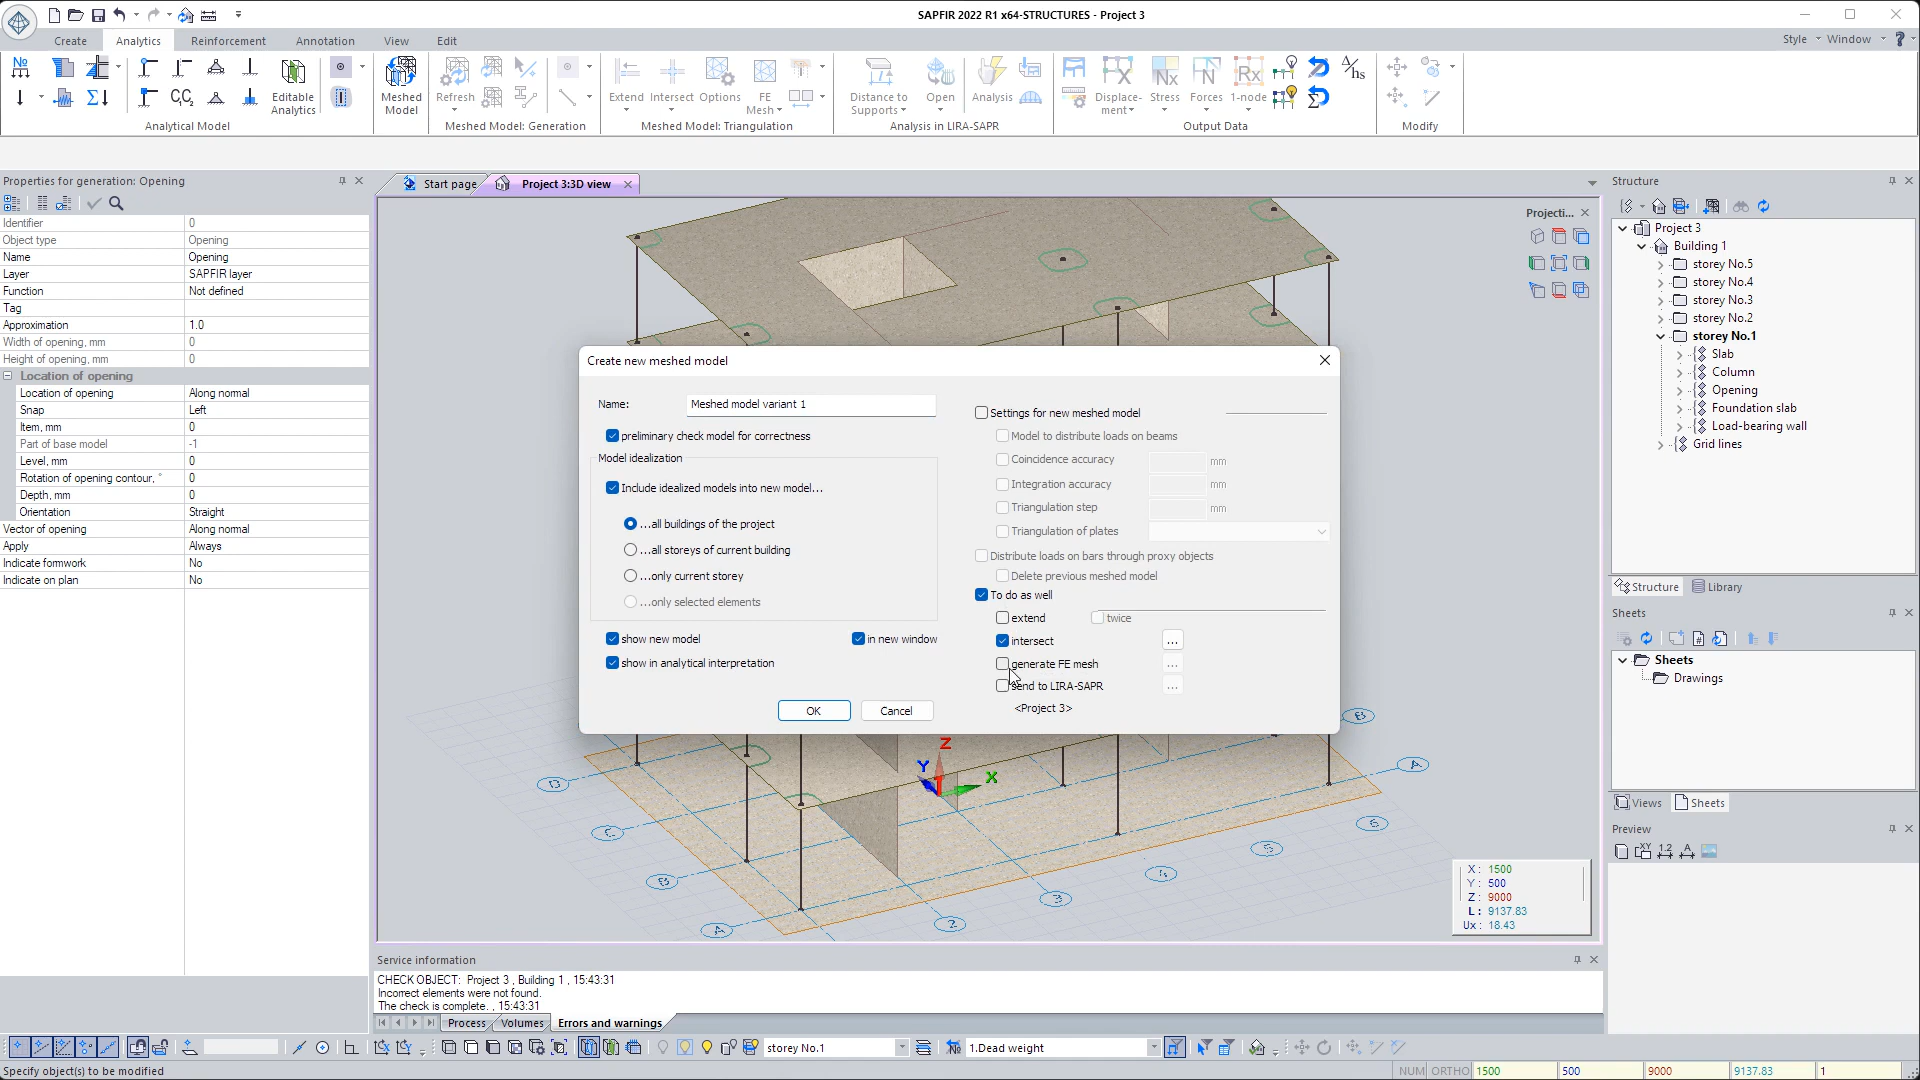 SAPFIR 2022 R1 x64-STRUCTURES - Project 3
Create
Analytics
Reinforcement
Annotation
View
Edit
Style
Window
?
Editable Analytics
Meshed Model
Refresh
Extend
Intersect
Options
FE Mesh
Distance to Supports
Open
Analysis
Displace-ment
Stress
Forces
1-node
Analytical Model
Meshed Model: Generation
Meshed Model: Triangulation
Analysis in LIRA-SAPR
Output Data
Modify
Properties for generation: Opening
Identifier 0
Object type Opening
Name Opening
Layer SAPFIR layer
Function Not defined
Tag
Approximation 1.0
Width of opening, mm 0
Height of opening, mm 0
Location of opening
Location of opening Along normal
Snap Left
Item, mm 0
Part of base model -1
Level, mm 0
Rotation of opening contour, ° 0
Depth, mm 0
Orientation Straight
Vector of opening Along normal
Apply Always
Indicate formwork No
Indicate on plan No
Start page
Project 3:3D view
Projecti...
Create new meshed model
Name: Meshed model variant 1
preliminary check model for correctness
Model idealization
Include idealized models into new model...
...all buildings of the project
...all storeys of current building
...only current storey
...only selected elements
show new model
in new window
show in analytical interpretation
OK
Cancel
Settings for new meshed model
Model to distribute loads on beams
Coincidence accuracy mm
Integration accuracy mm
Triangulation step mm
Triangulation of plates
Distribute loads on bars through proxy objects
Delete previous meshed model
To do as well
extend
twice
intersect ...
generate FE mesh ...
send to LIRA-SAPR ...
<Project 3>
Z
Y
X
D
C
B
A
2
3
4
5
6
A
B
X: 1500
Y: 500
Z: 9000
L: 9137.83
Ux: 18.43
Structure
Project 3
Building 1
storey No.5
storey No.4
storey No.3
storey No.2
storey No.1
Slab
Column
Opening
Foundation slab
Load-bearing wall
Grid lines
Structure
Library
Sheets
Sheets
Drawings
Views
Sheets
Preview
Service information
CHECK OBJECT: Project 3 , Building 1 , 15:43:31
Incorrect elements were not found.
The check is complete. , 15:43:31
Process
Volumes
Errors and warnings
storey No.1
1.Dead weight
Specify object(s) to be modified
NUM
ORTHO
1500
500
9000
9137.83
1